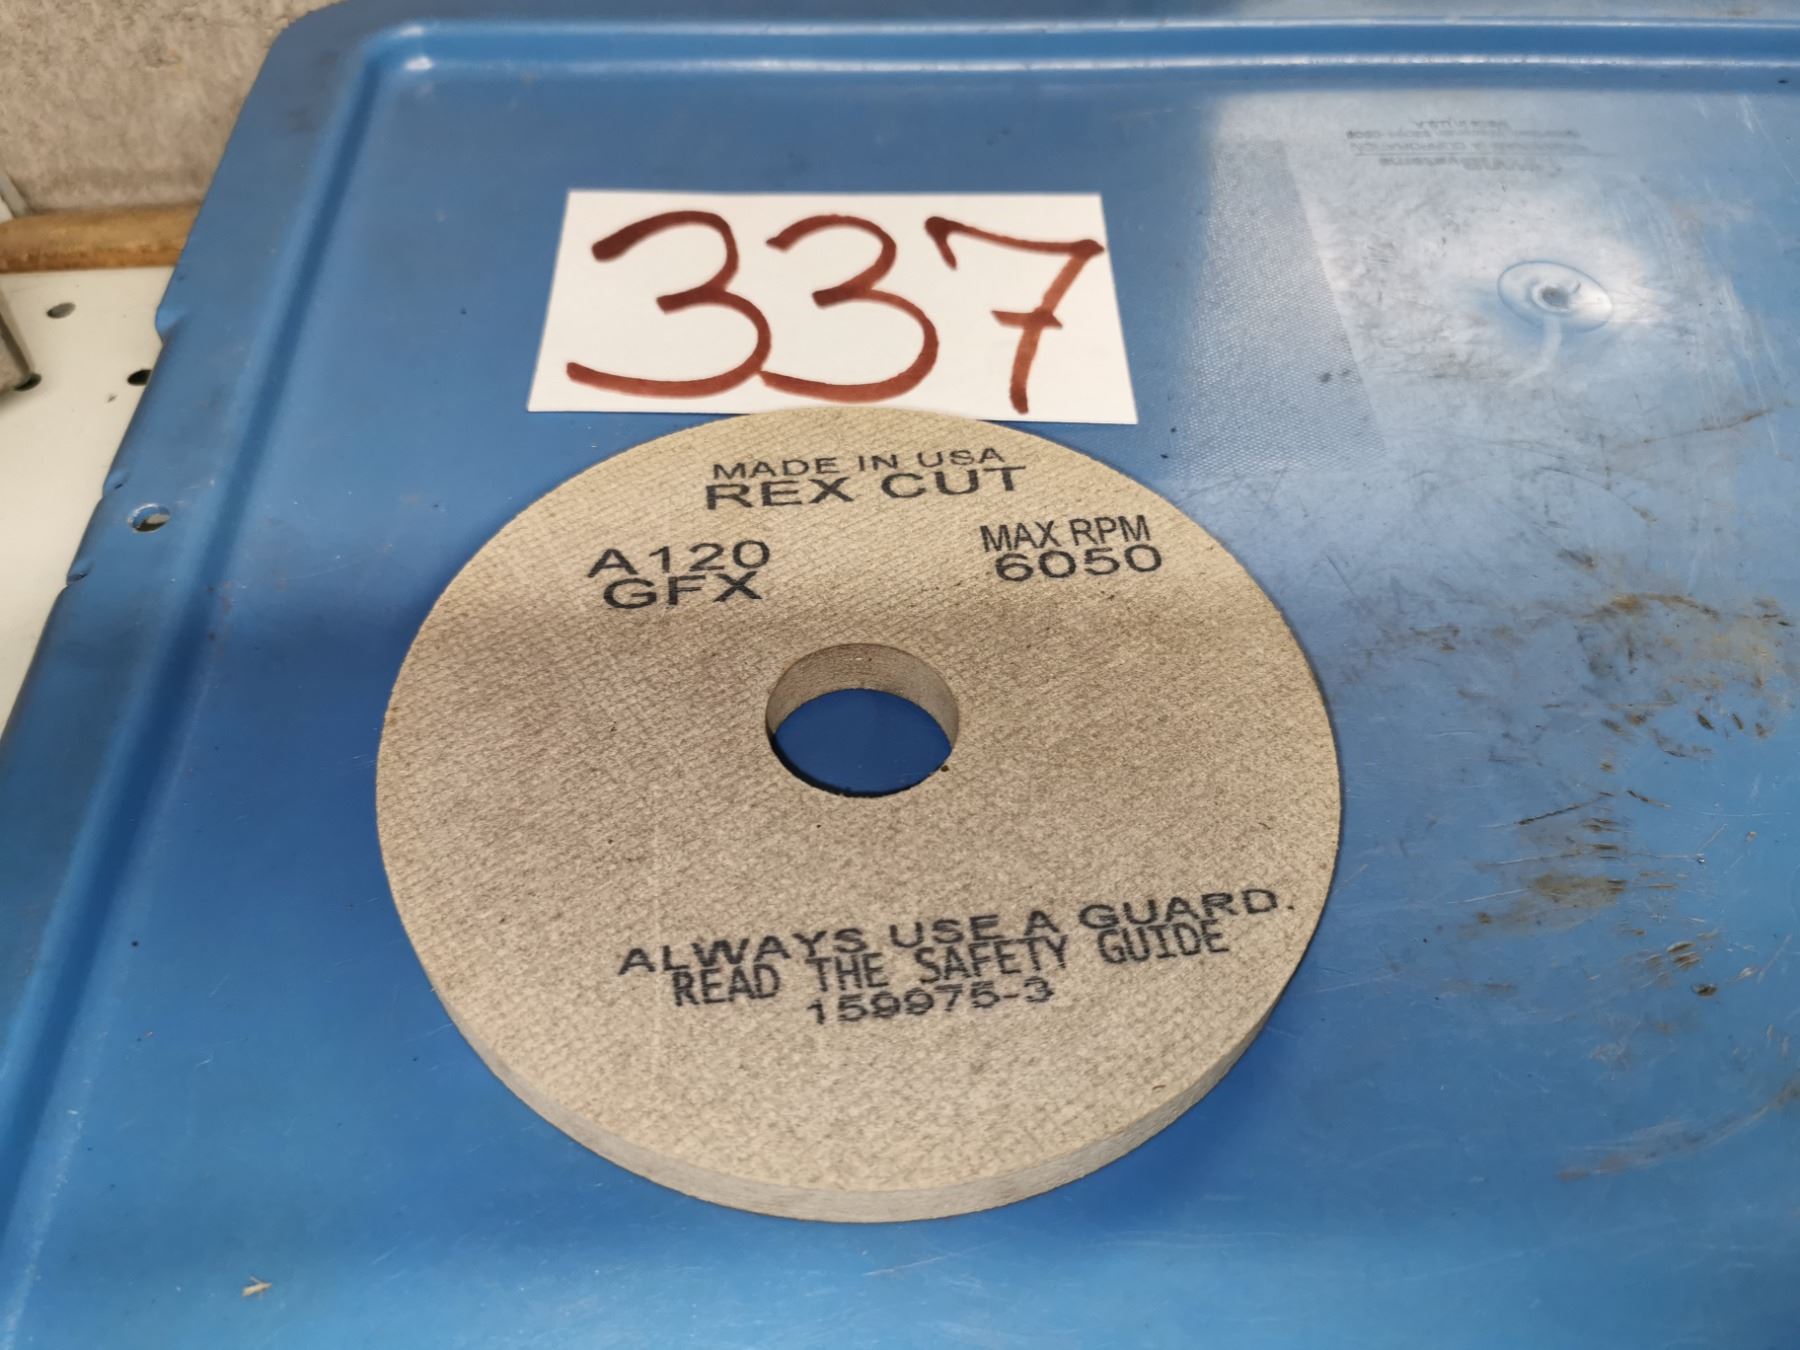 337
MADE IN USA
REX CUT
A120
GFX
MAX RPM
6050
ALWAYS USE A GUARD.
READ THE SAFETY GUIDE
159975-3